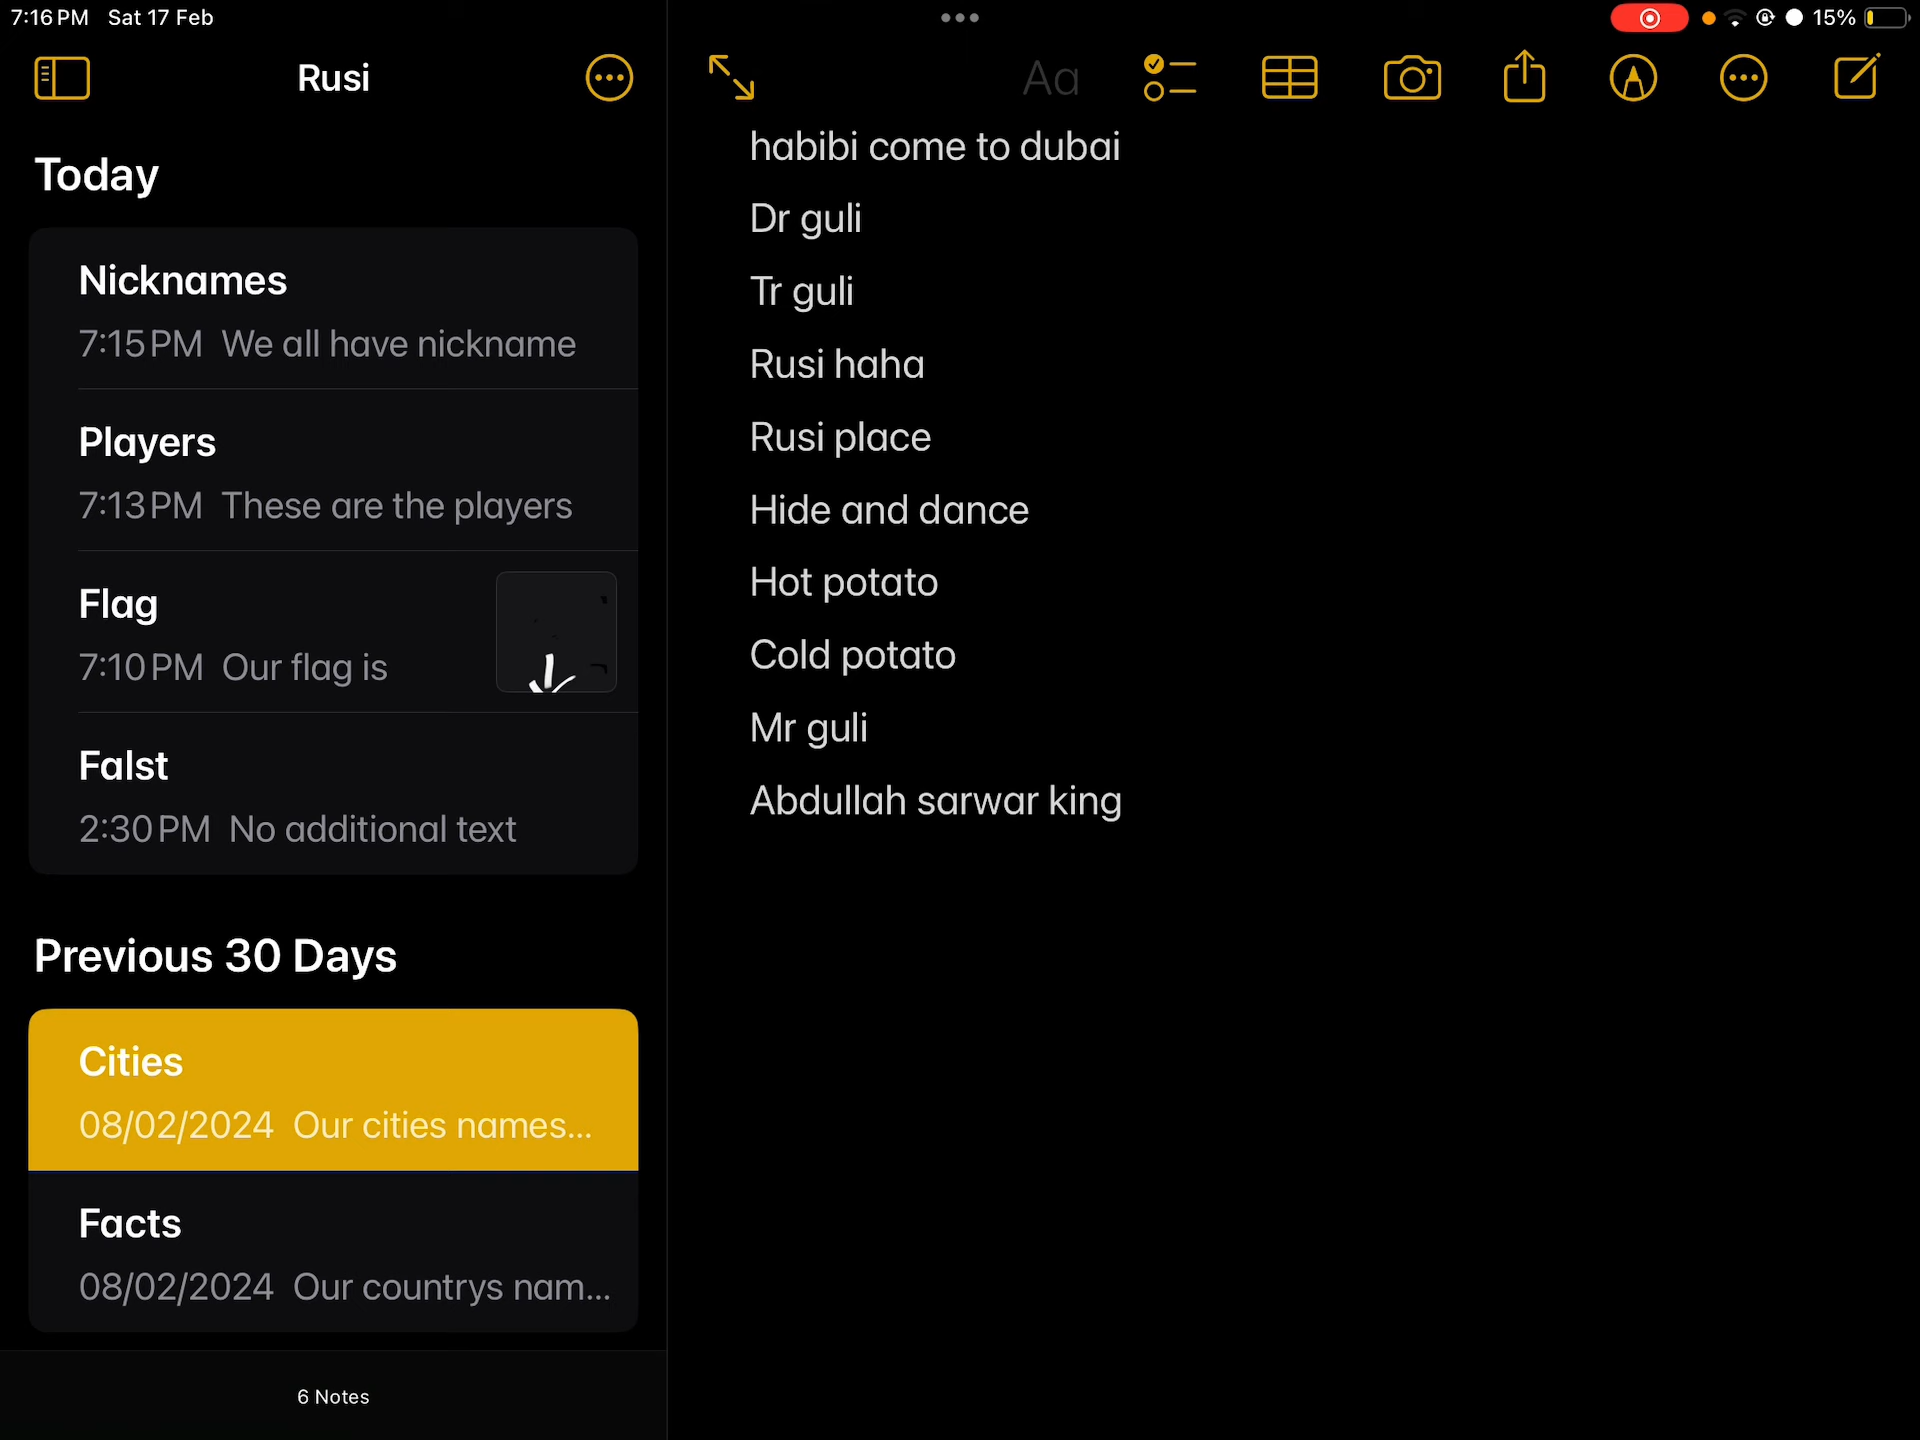 7:16 PM Sat 17 Feb
15%
Rusi
Today
Nicknames
7:15 PM We all have nickname
Players
7:13 PM These are the players
Flag
7:10 PM Our flag is
Falst
2:30 PM No additional text
Previous 30 Days
Cities
08/02/2024 Our cities names...
Facts
08/02/2024 Our countrys nam...
6 Notes
Aa
habibi come to dubai
Dr guli
Tr guli
Rusi haha
Rusi place
Hide and dance
Hot potato
Cold potato
Mr guli
Abdullah sarwar king